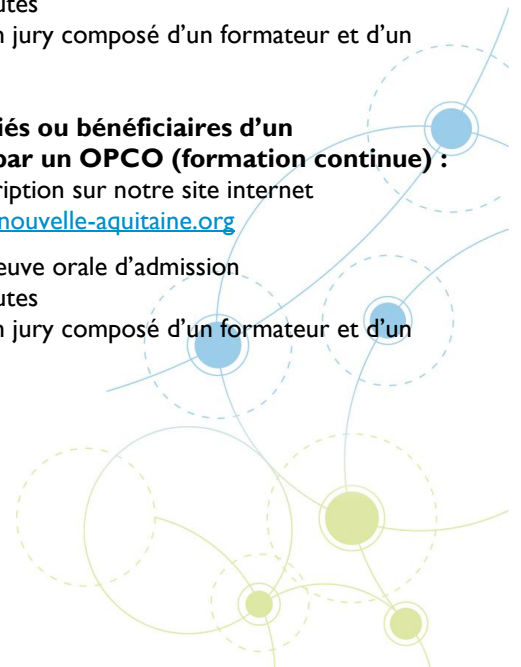 utes
n jury composé d'un formateur et d'un
iés ou bénéficiaires d'un
par un OPCO (formation continue) :
ription sur notre site internet
nouvelle-aquitaine.org
euve orale d'admission
utes
n jury composé d'un formateur et d'un